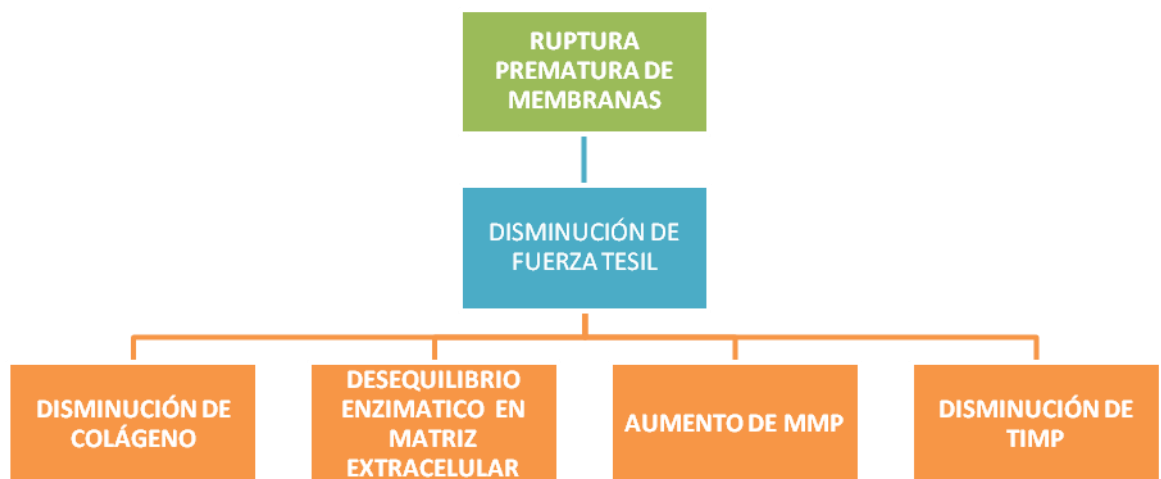 RUPTURA
PREMATURA DE
MEMBRANAS
DISMINUCIÓN DE
FUERZA TESIL
DISMINUCIÓN DE
COLÁGENO
DESEQUILIBRIO
ENZIMATICO EN
MATRIZ
EXTRACELULAR
AUMENTO DE MMP
DISMINUCIÓN DE
TIMP